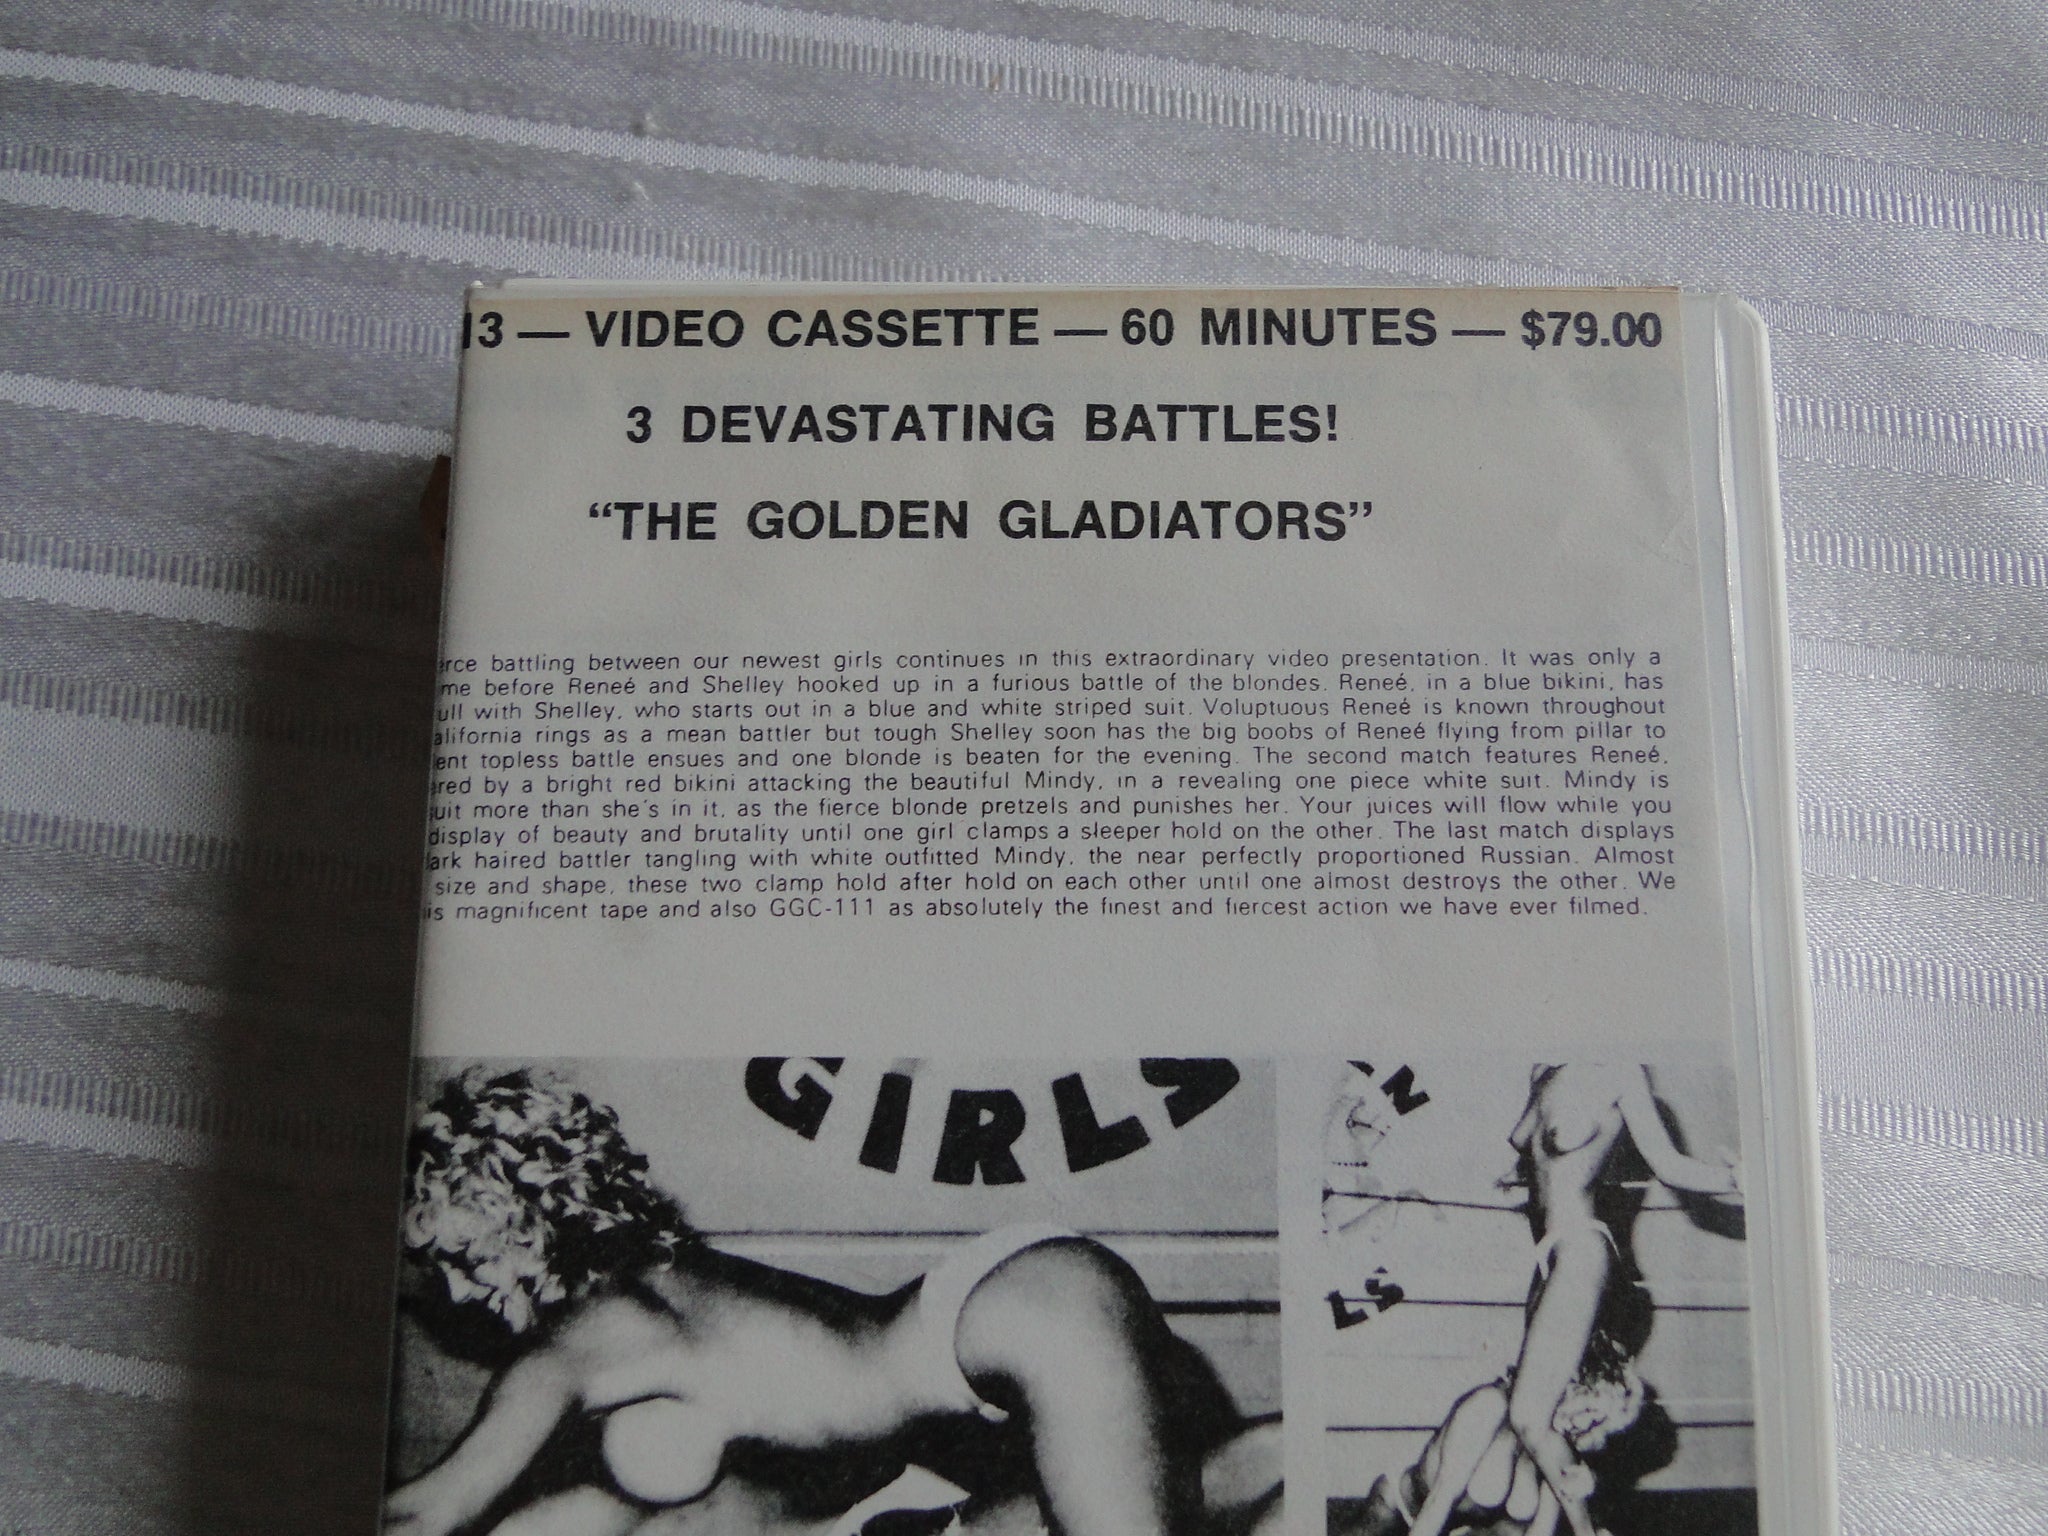 13 — VIDEO CASSETTE — 60 MINUTES — $79.00
3 DEVASTATING BATTLES!
“THE GOLDEN GLADIATORS”
battling between our newest girls continues in this extraordinary video presentation. It was only a
me before Reneé and Shelley hooked up in a furious battle of the blondes. Reneé, in a blue bikini, has
ull with Shelley, who starts out in a blue and white striped suit. Voluptuous Reneé is known throughout
alifornia rings as a mean battler but tough Shelley soon has the big boobs of Reneé flying from pillar to
ent topless battle ensues and one blonde is beaten for the evening. The second match features Reneé,
ered by a bright red bikini attacking the beautiful Mindy, in a revealing one piece white suit. Mindy is
suit more than she's in it, as the fierce blonde pretzels and punishes her. Your juices will flow while you
display of beauty and brutality until one girl clamps a sleeper hold on the other. The last match displays
dark haired battler tangling with white outfitted Mindy, the near perfectly proportioned Russian. Almost
size and shape, these two clamp hold after hold on each other until one almost destroys the other. We
is magnificent tape and also GGC-111 as absolutely the finest and fiercest action we have ever filmed.
GIRLS
LS